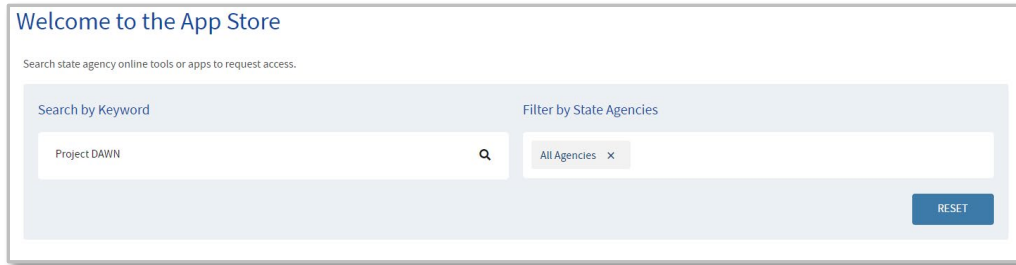 Welcome to the App Store
Search state agency online tools or apps to request access.
Search by Keyword
Filter by State Agencies
Project DAWN
All Agencies ×
RESET